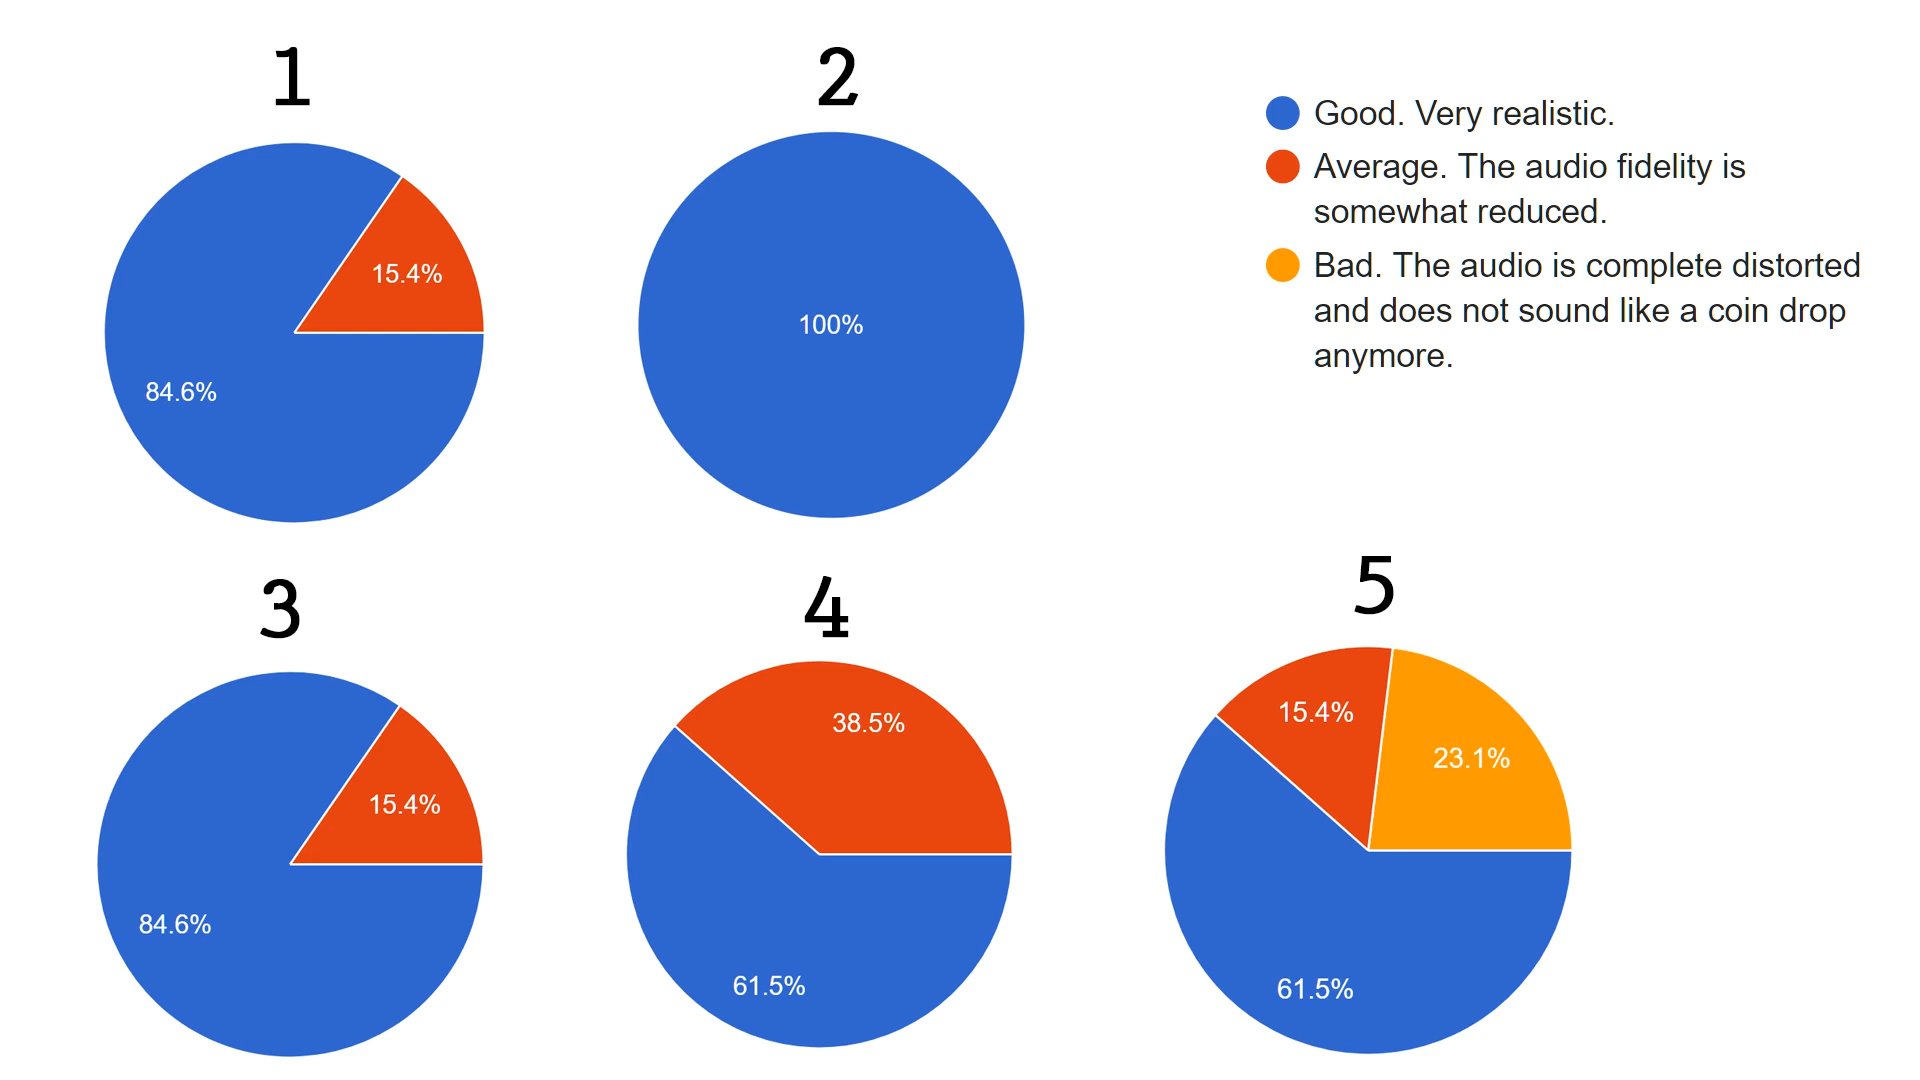 1
2
Good. Very realistic.
Average. The audio fidelity is
somewhat reduced.
Bad. The audio is complete distorted
and does not sound like a coin drop
anymore.
15.4%
84.6%
100%
3
4
5
15.4%
84.6%
38.5%
61.5%
15.4%
23.1%
61.5%